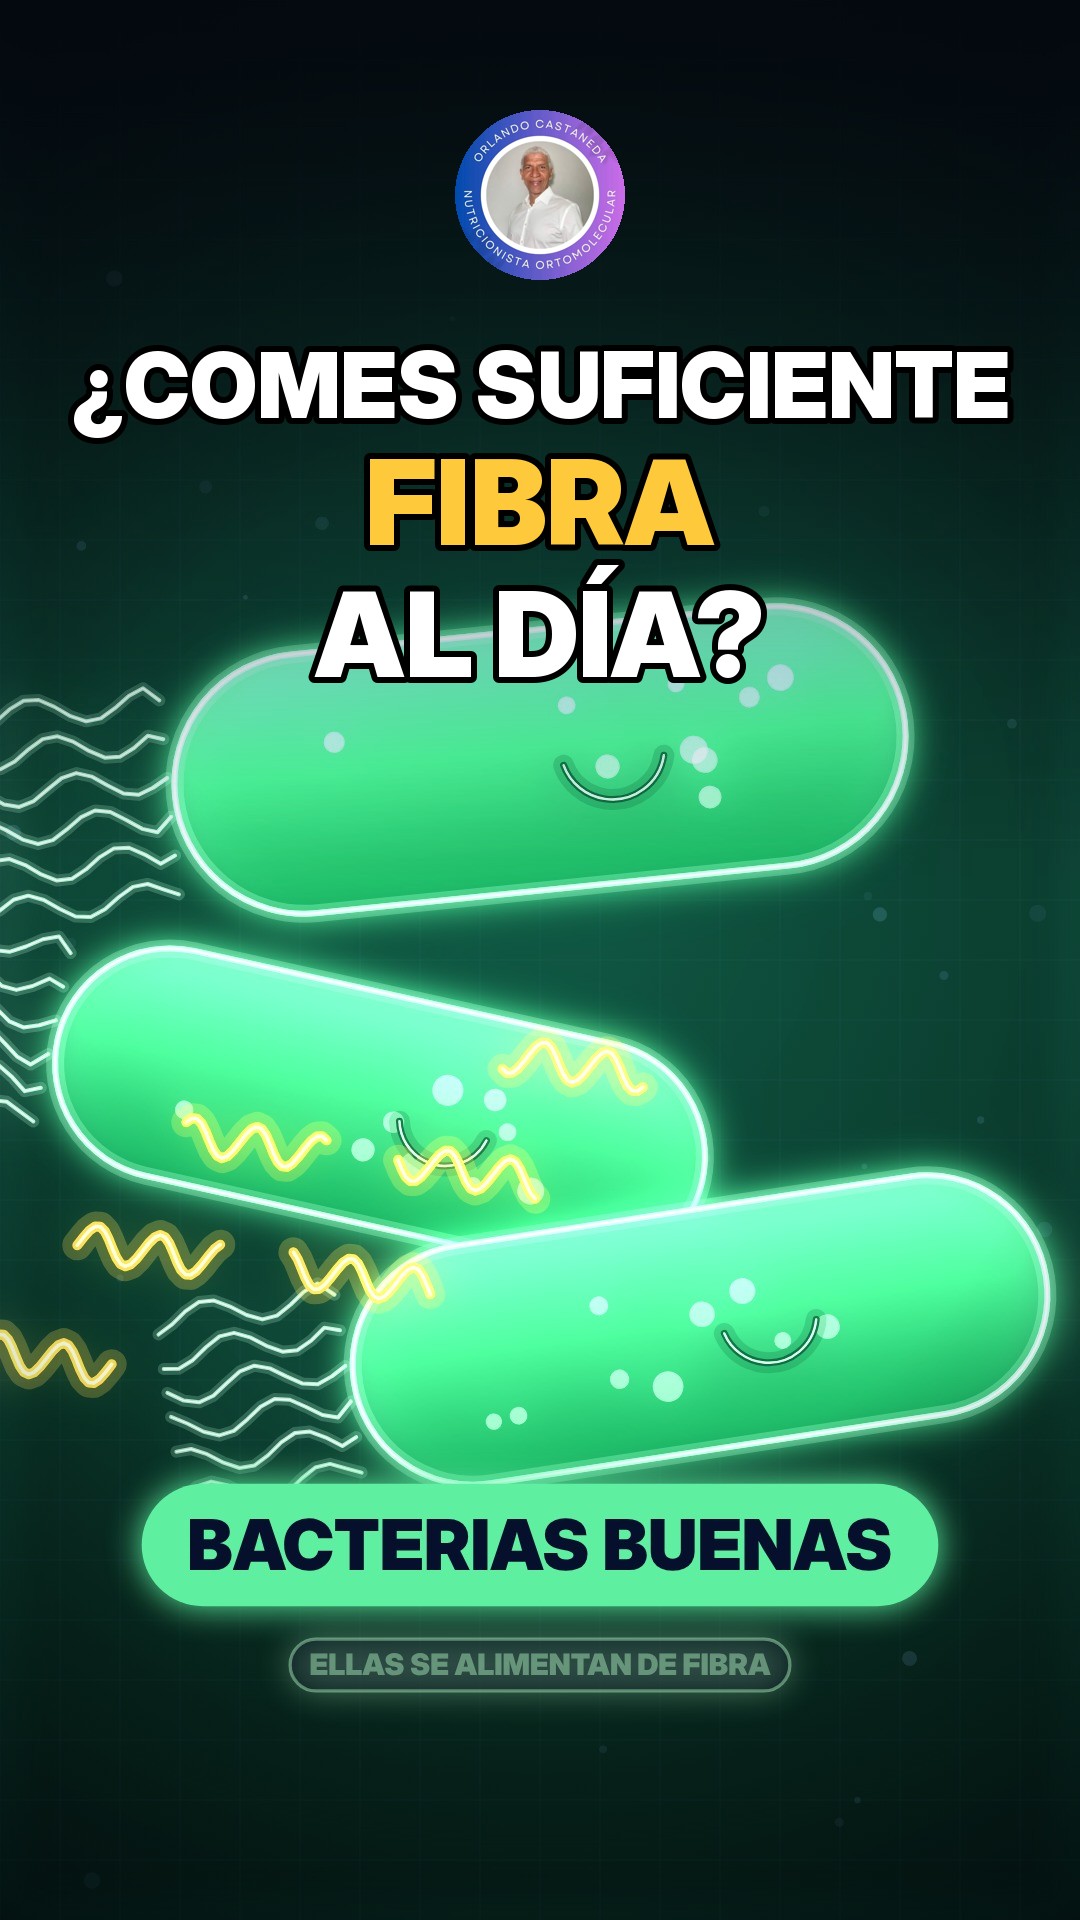 ORLANDO CASTANEDA
NUTRICIONISTA ORTOMOLECULAR
¿COMES SUFICIENTE
FIBRA
AL DÍA?
BACTERIAS BUENAS
ELLAS SE ALIMENTAN DE FIBRA